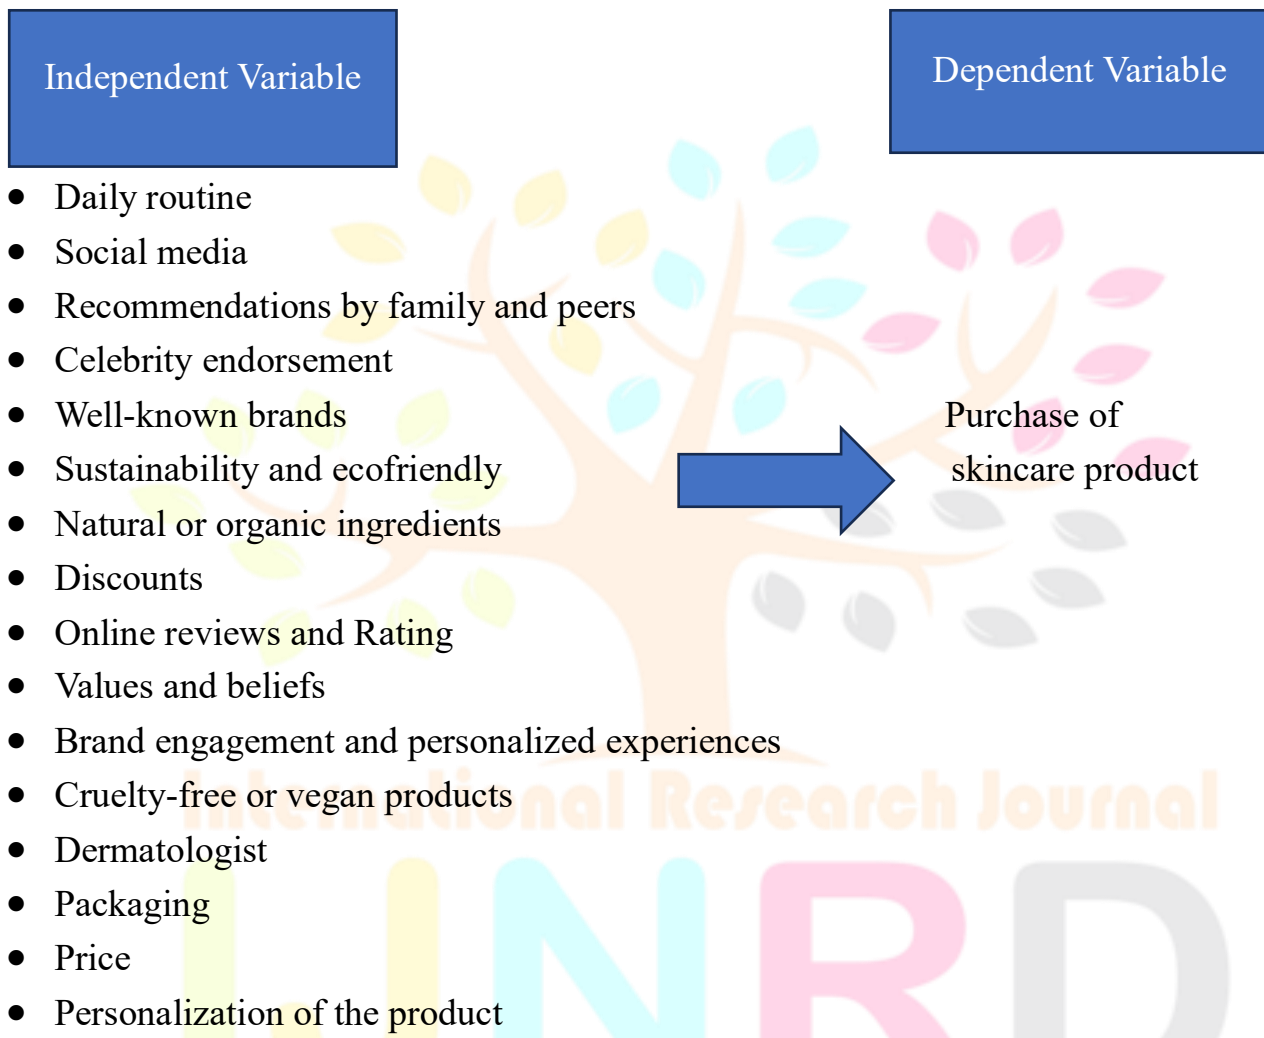 Independent Variable
Dependent Variable
• Daily routine
• Social media
• Recommendations by family and peers
• Celebrity endorsement
• Well-known brands
• Sustainability and ecofriendly
• Natural or organic ingredients
• Discounts
• Online reviews and Rating
• Values and beliefs
• Brand engagement and personalized experiences
• Cruelty-free or vegan products
• Dermatologist
• Packaging
• Price
• Personalization of the product
Purchase of
skincare product
International Research Journal